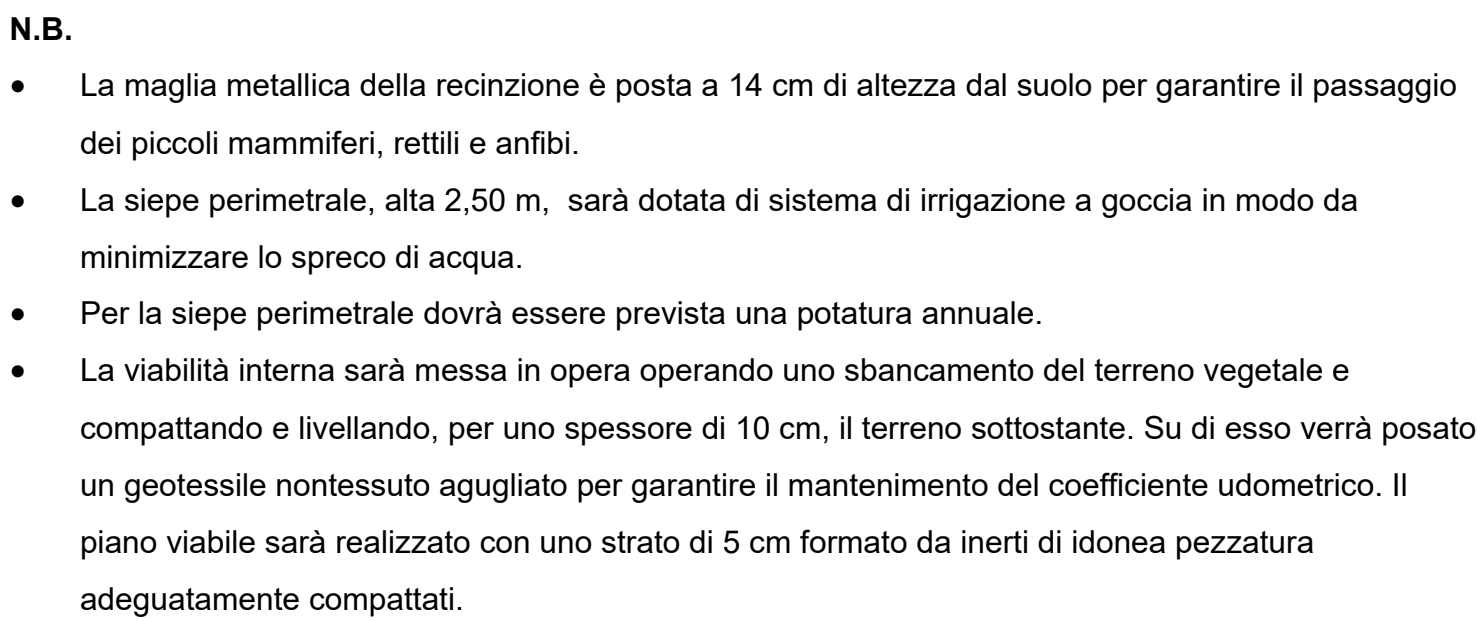 N.B.
• La maglia metallica della recinzione è posta a 14 cm di altezza dal suolo per garantire il passaggio
dei piccoli mammiferi, rettili e anfibi.
• La siepe perimetrale, alta 2,50 m,  sarà dotata di sistema di irrigazione a goccia in modo da
minimizzare lo spreco di acqua.
• Per la siepe perimetrale dovrà essere prevista una potatura annuale.
• La viabilità interna sarà messa in opera operando uno sbancamento del terreno vegetale e
compattando e livellando, per uno spessore di 10 cm, il terreno sottostante. Su di esso verrà posato
un geotessile nontessuto agugliato per garantire il mantenimento del coefficiente udometrico. Il
piano viabile sarà realizzato con uno strato di 5 cm formato da inerti di idonea pezzatura
adeguatamente compattati.